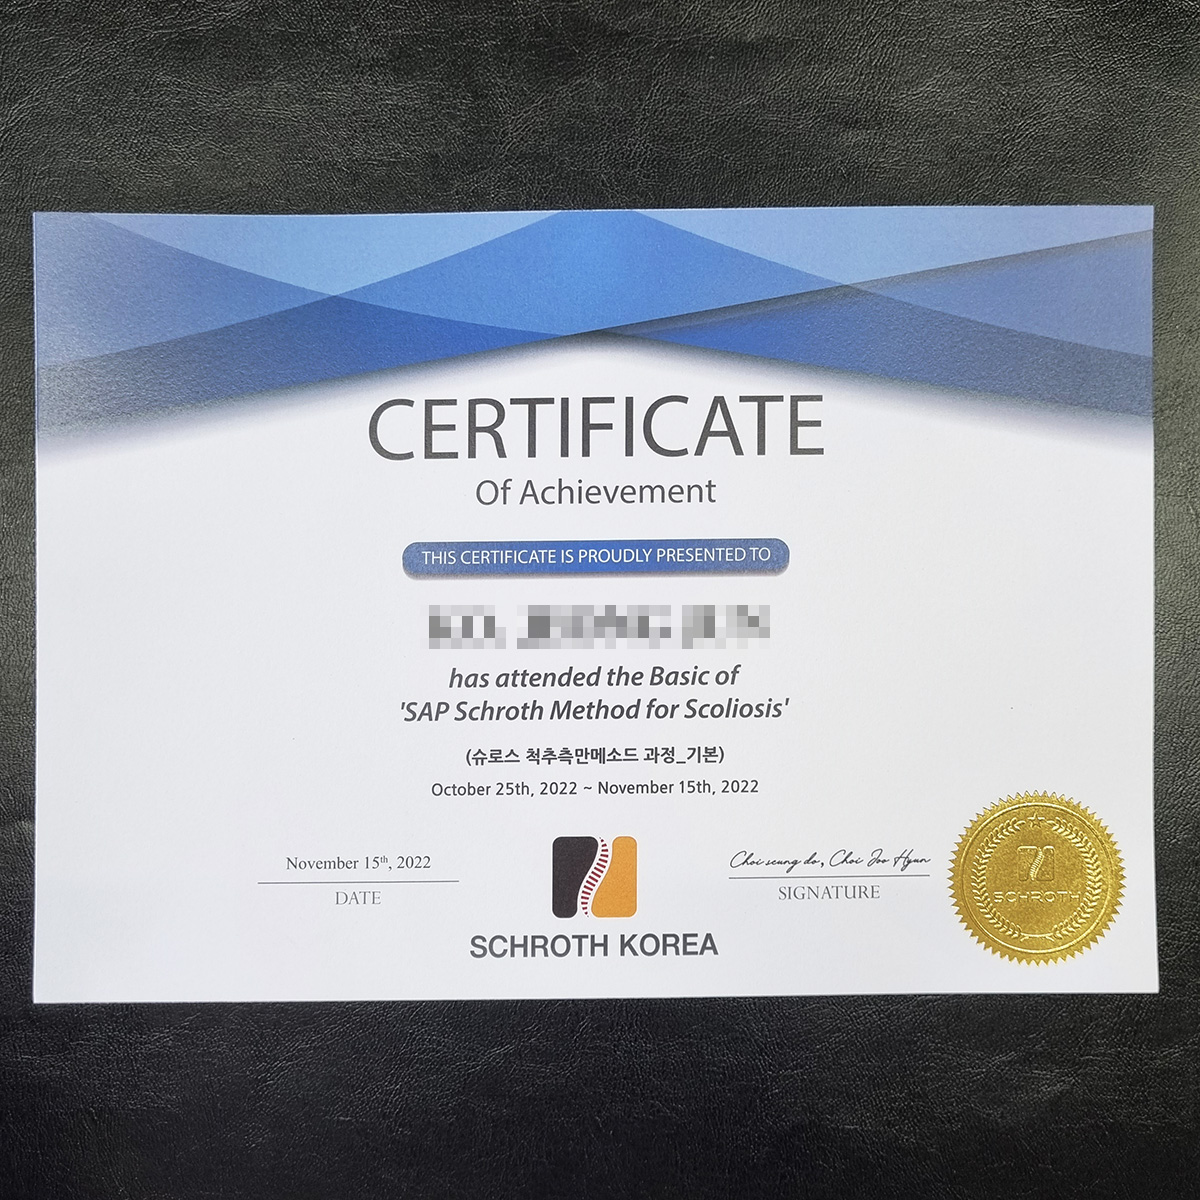 CERTIFICATE
Of Achievement
THIS CERTIFICATE IS PROUDLY PRESENTED TO
has attended the Basic of
'SAP Schroth Method for Scoliosis'
(슈로스 척추측만메소드 과정_기본)
October 25th, 2022 ~ November 15th, 2022
November 15th, 2022
DATE
Choi seung do, Choi Joo Hyun
SIGNATURE
SCHROTH KOREA
SCHROTH